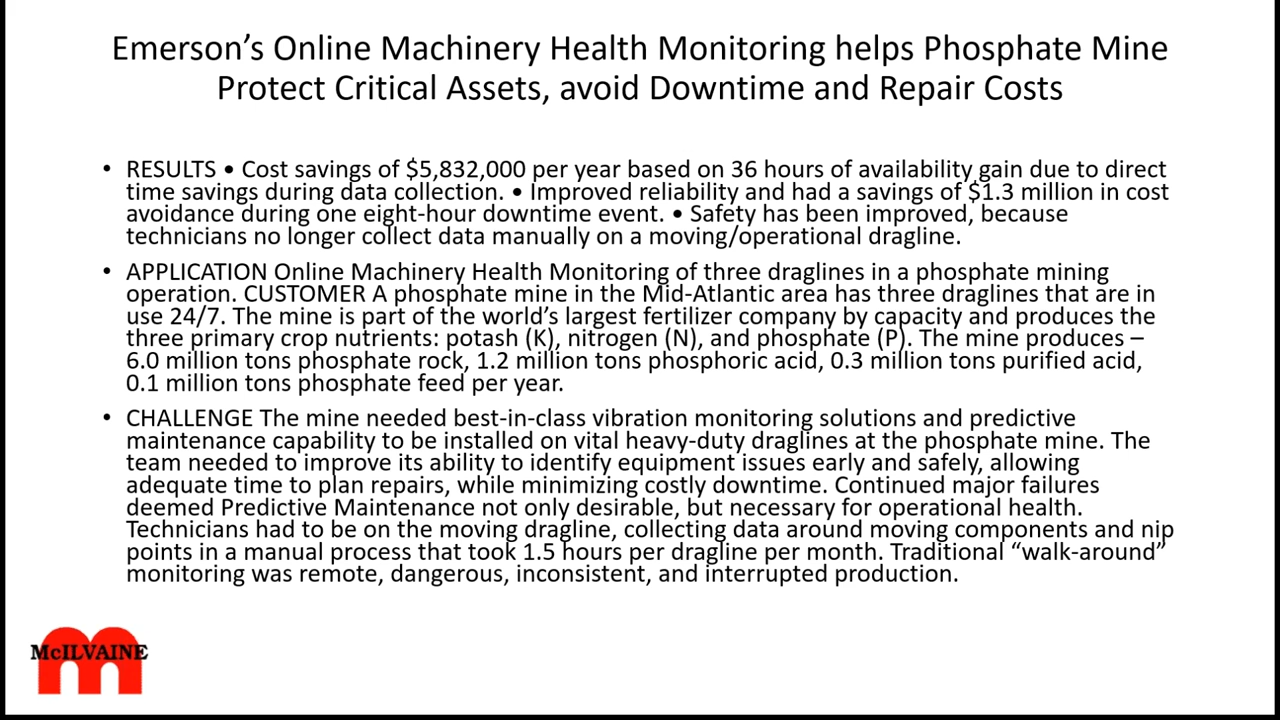 Emerson’s Online Machinery Health Monitoring helps Phosphate Mine
Protect Critical Assets, avoid Downtime and Repair Costs
• RESULTS • Cost savings of $5,832,000 per year based on 36 hours of availability gain due to direct
time savings during data collection. • Improved reliability and had a savings of $1.3 million in cost
avoidance during one eight-hour downtime event. • Safety has been improved, because
technicians no longer collect data manually on a moving/operational dragline.
• APPLICATION Online Machinery Health Monitoring of three draglines in a phosphate mining
operation. CUSTOMER A phosphate mine in the Mid-Atlantic area has three draglines that are in
use 24/7. The mine is part of the world’s largest fertilizer company by capacity and produces the
three primary crop nutrients: potash (K), nitrogen (N), and phosphate (P). The mine produces –
6.0 million tons phosphate rock, 1.2 million tons phosphoric acid, 0.3 million tons purified acid,
0.1 million tons phosphate feed per year.
• CHALLENGE The mine needed best-in-class vibration monitoring solutions and predictive
maintenance capability to be installed on vital heavy-duty draglines at the phosphate mine. The
team needed to improve its ability to identify equipment issues early and safely, allowing
adequate time to plan repairs, while minimizing costly downtime. Continued major failures
deemed Predictive Maintenance not only desirable, but necessary for operational health.
Technicians had to be on the moving dragline, collecting data around moving components and nip
points in a manual process that took 1.5 hours per dragline per month. Traditional “walk-around”
monitoring was remote, dangerous, inconsistent, and interrupted production.
McILVAINE